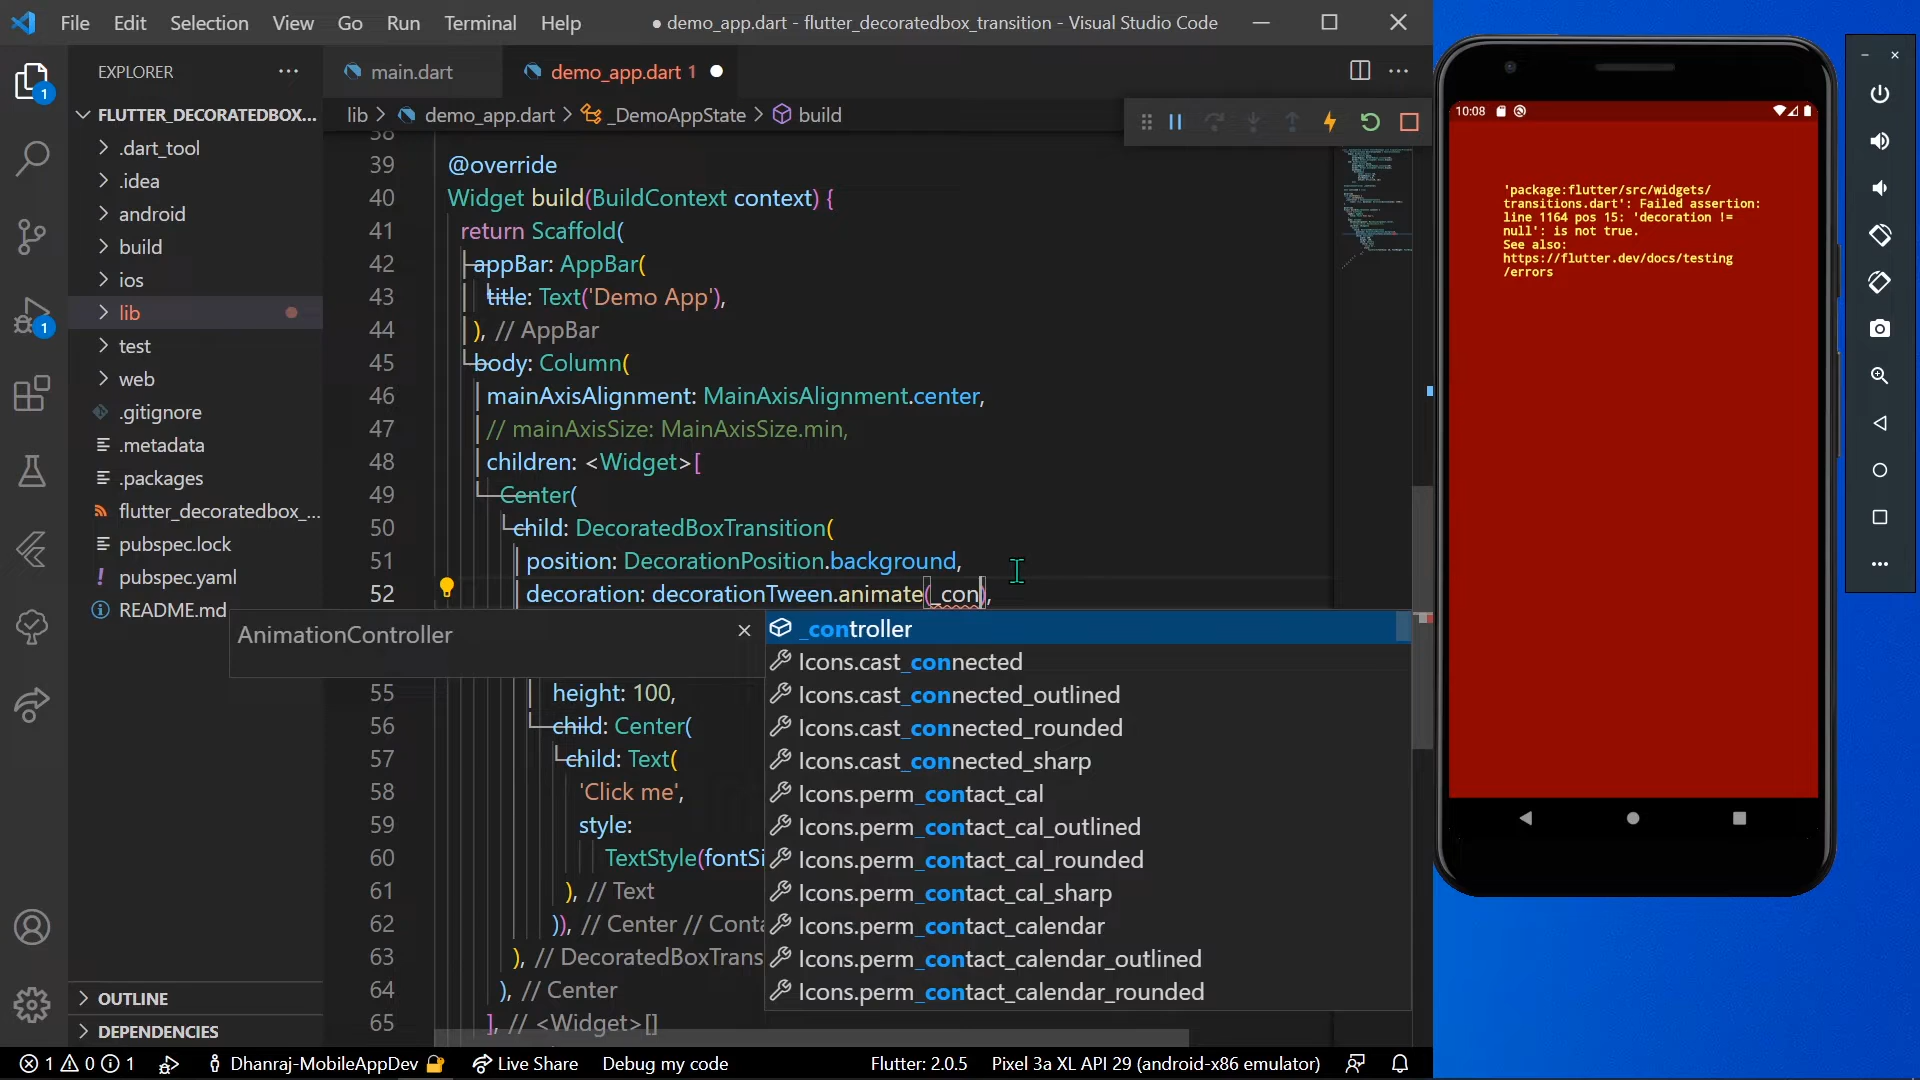 File Edit Selection View Go Run Terminal Help
● demo_app.dart - flutter_decoratedbox_transition - Visual Studio Code
EXPLORER
main.dart
demo_app.dart 1
FLUTTER_DECORATEDBOX...
lib > demo_app.dart > _DemoAppState > build
.dart_tool
.idea
android
build
ios
lib
test
web
.gitignore
.metadata
.packages
flutter_decoratedbox_...
pubspec.lock
pubspec.yaml
README.md
OUTLINE
DEPENDENCIES
1
1
38
39 @override
40 Widget build(BuildContext context) {
41 return Scaffold(
42 appBar: AppBar(
43 title: Text('Demo App'),
44 ), // AppBar
45 body: Column(
46 mainAxisAlignment: MainAxisAlignment.center,
47 // mainAxisSize: MainAxisSize.min,
48 children: <Widget>[
49 Center(
50 child: DecoratedBoxTransition(
51 position: DecorationPosition.background,
52 decoration: decorationTween.animate(_con),
AnimationController
_controller
Icons.cast_connected
Icons.cast_connected_outlined
Icons.cast_connected_rounded
Icons.cast_connected_sharp
Icons.perm_contact_cal
Icons.perm_contact_cal_outlined
Icons.perm_contact_cal_rounded
Icons.perm_contact_cal_sharp
Icons.perm_contact_calendar
Icons.perm_contact_calendar_outlined
Icons.perm_contact_calendar_rounded
55 height: 100,
56 child: Center(
57 child: Text(
58 'Click me',
59 style:
60 TextStyle(fontSi
61 ), // Text
62 )), // Center // Conta
63 ), // DecoratedBoxTrans
64 ), // Center
65 ], // <Widget>[]
1 0 1
Dhanraj-MobileAppDev
Live Share
Debug my code
Flutter: 2.0.5
Pixel 3a XL API 29 (android-x86 emulator)
10:08
'package:flutter/src/widgets/
transitions.dart': Failed assertion:
line 1164 pos 15: 'decoration !=
null': is not true.
See also:
https://flutter.dev/docs/testing
/errors